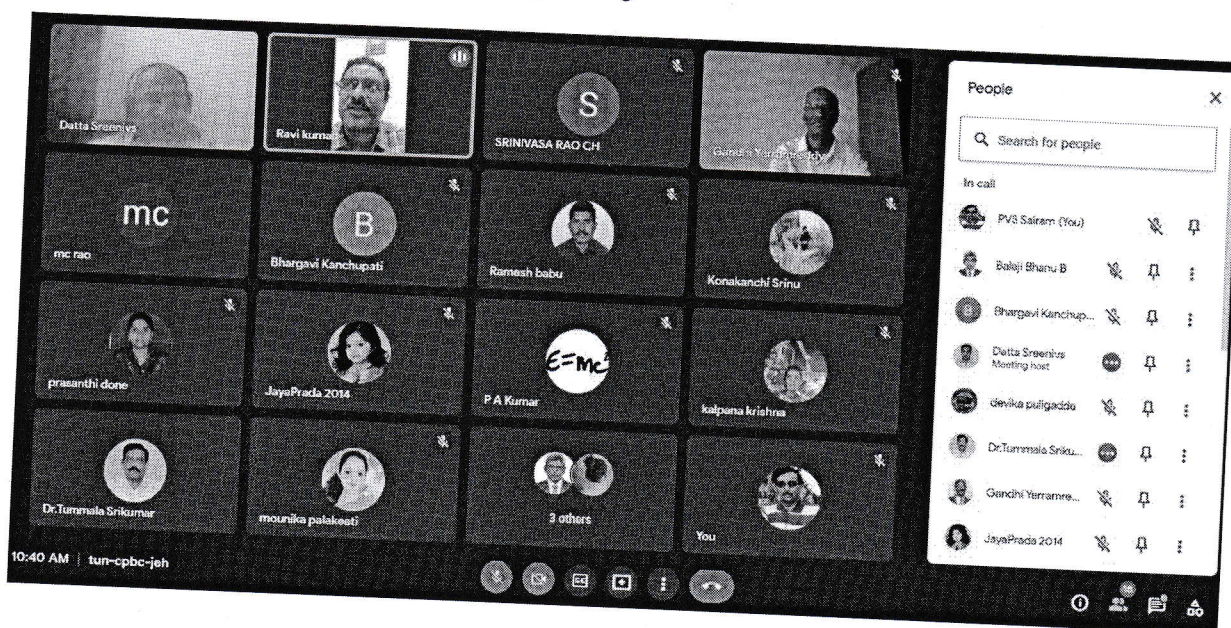 Datta Sreenivs
Ravi kumar
S
SRINIVASA RAO CH
Gandhi Yerramreddy
mc
mc rao
B
Bhargavi Kanchupati
Ramesh babu
Konakanchi Srinu
prasanthi done
JayaPrada 2014
E=mc²
P A Kumar
kalpana krishna
Dr.Tummala Srikumar
mounika palakeeti
3 others
You
10:40 AM | tun-cpbc-jeh
People
Search for people
In call
PVS Sairam (You)
Balaji Bhanu B
B
Bhargavi Kanchup...
Datta Sreenivs
Meeting host
devika puligadda
Dr.Tummala Sriku...
Gandhi Yerramre...
JayaPrada 2014